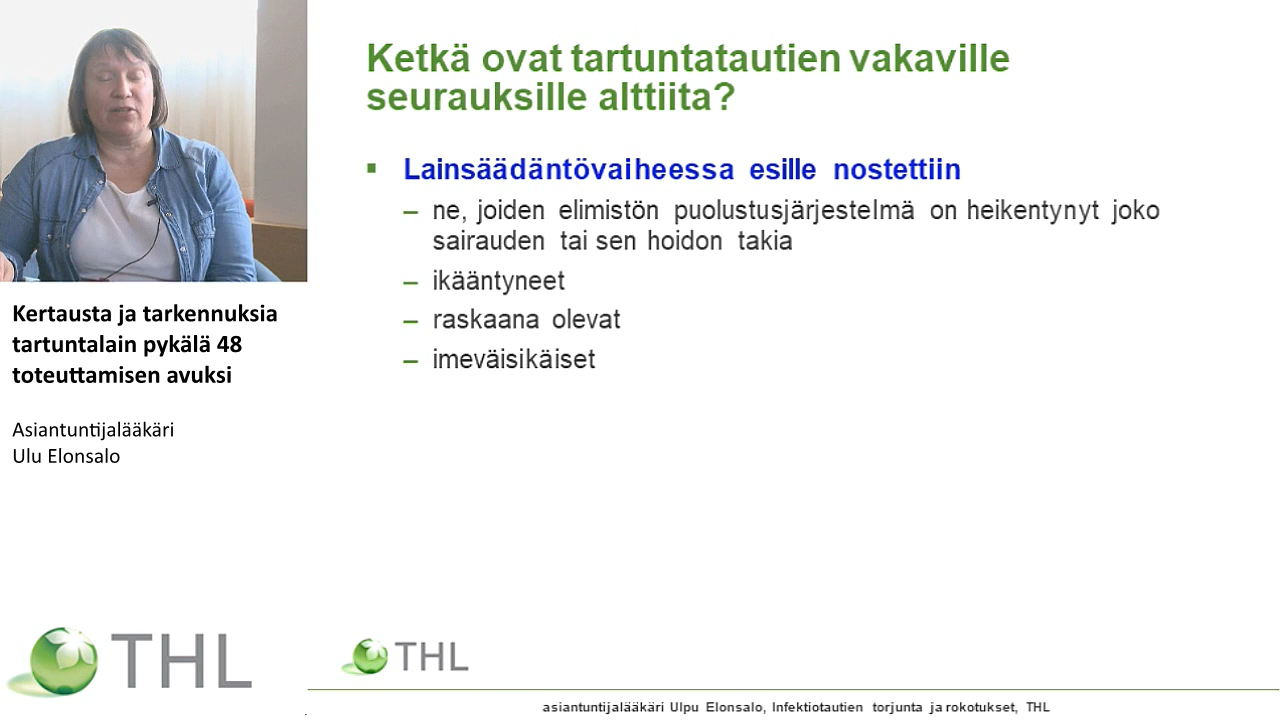 Ketkä ovat tartuntatautien vakaville
seurauksille alttiita?
Lainsäädäntövaiheessa esille nostettiin
– ne, joiden elimistön puolustusjärjestelmä on heikentynyt joko
sairauden tai sen hoidon takia
– ikääntyneet
– raskaana olevat
– imeväisikäiset
Kertausta ja tarkennuksia
tartuntalain pykälä 48
toteuttamisen avuksi
Asiantuntijalääkäri
Ulu Elonsalo
THL
THL
asiantuntijalääkäri Ulpu Elonsalo, Infektiotautien torjunta ja rokotukset, THL